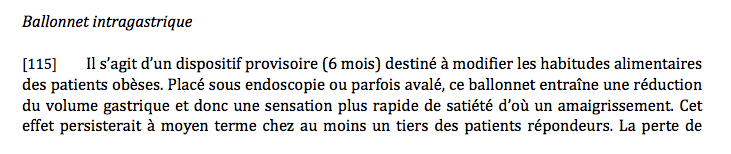 Ballonnet intragastrique
[115] Il s’agit d’un dispositif provisoire (6 mois) destiné à modifier les habitudes alimentaires
des patients obèses. Placé sous endoscopie ou parfois avalé, ce ballonnet entraîne une réduction
du volume gastrique et donc une sensation plus rapide de satiété d’où un amaigrissement. Cet
effet persisterait à moyen terme chez au moins un tiers des patients répondeurs. La perte de